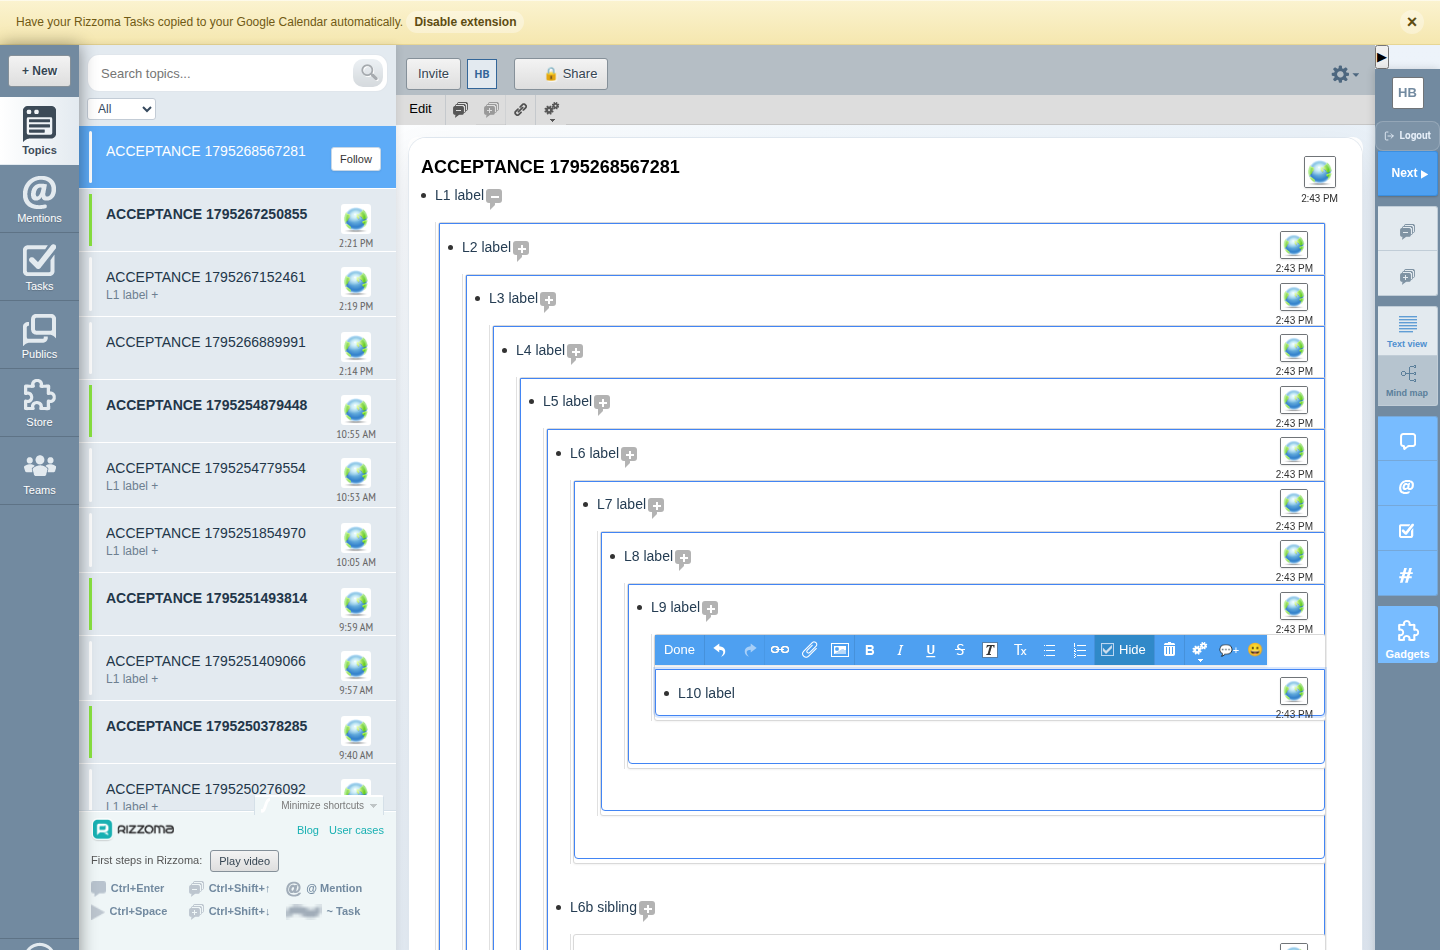 Have your Rizzoma Tasks copied to your Google Calendar automatically. Disable extension ×
+ New
Topics
Mentions
Tasks
Publics
Store
Teams
Search topics...
All
ACCEPTANCE 1795268567281
Follow
ACCEPTANCE 1795267250855
2:21 PM
ACCEPTANCE 1795267152461
L1 label +
2:19 PM
ACCEPTANCE 1795266889991
2:14 PM
ACCEPTANCE 1795254879448
10:55 AM
ACCEPTANCE 1795254779554
L1 label +
10:53 AM
ACCEPTANCE 1795251854970
L1 label +
10:05 AM
ACCEPTANCE 1795251493814
9:59 AM
ACCEPTANCE 1795251409066
L1 label +
9:57 AM
ACCEPTANCE 1795250378285
9:40 AM
ACCEPTANCE 1795250276092
L1 label +
Minimize shortcuts
RIZZOMA
Blog User cases
First steps in Rizzoma: Play video
Ctrl+Enter Ctrl+Shift+↑ @ Mention
Ctrl+Space Ctrl+Shift+↓ ~ Task
Invite HB Share
Edit
ACCEPTANCE 1795268567281
2:43 PM
L1 label
L2 label
2:43 PM
L3 label
2:43 PM
L4 label
2:43 PM
L5 label
2:43 PM
L6 label
2:43 PM
L7 label
2:43 PM
L8 label
2:43 PM
L9 label
2:43 PM
Done B I U S T Tx Hide
L10 label
2:43 PM
L6b sibling
HB
Logout
Next
Text view
Mind map
@
#
Gadgets